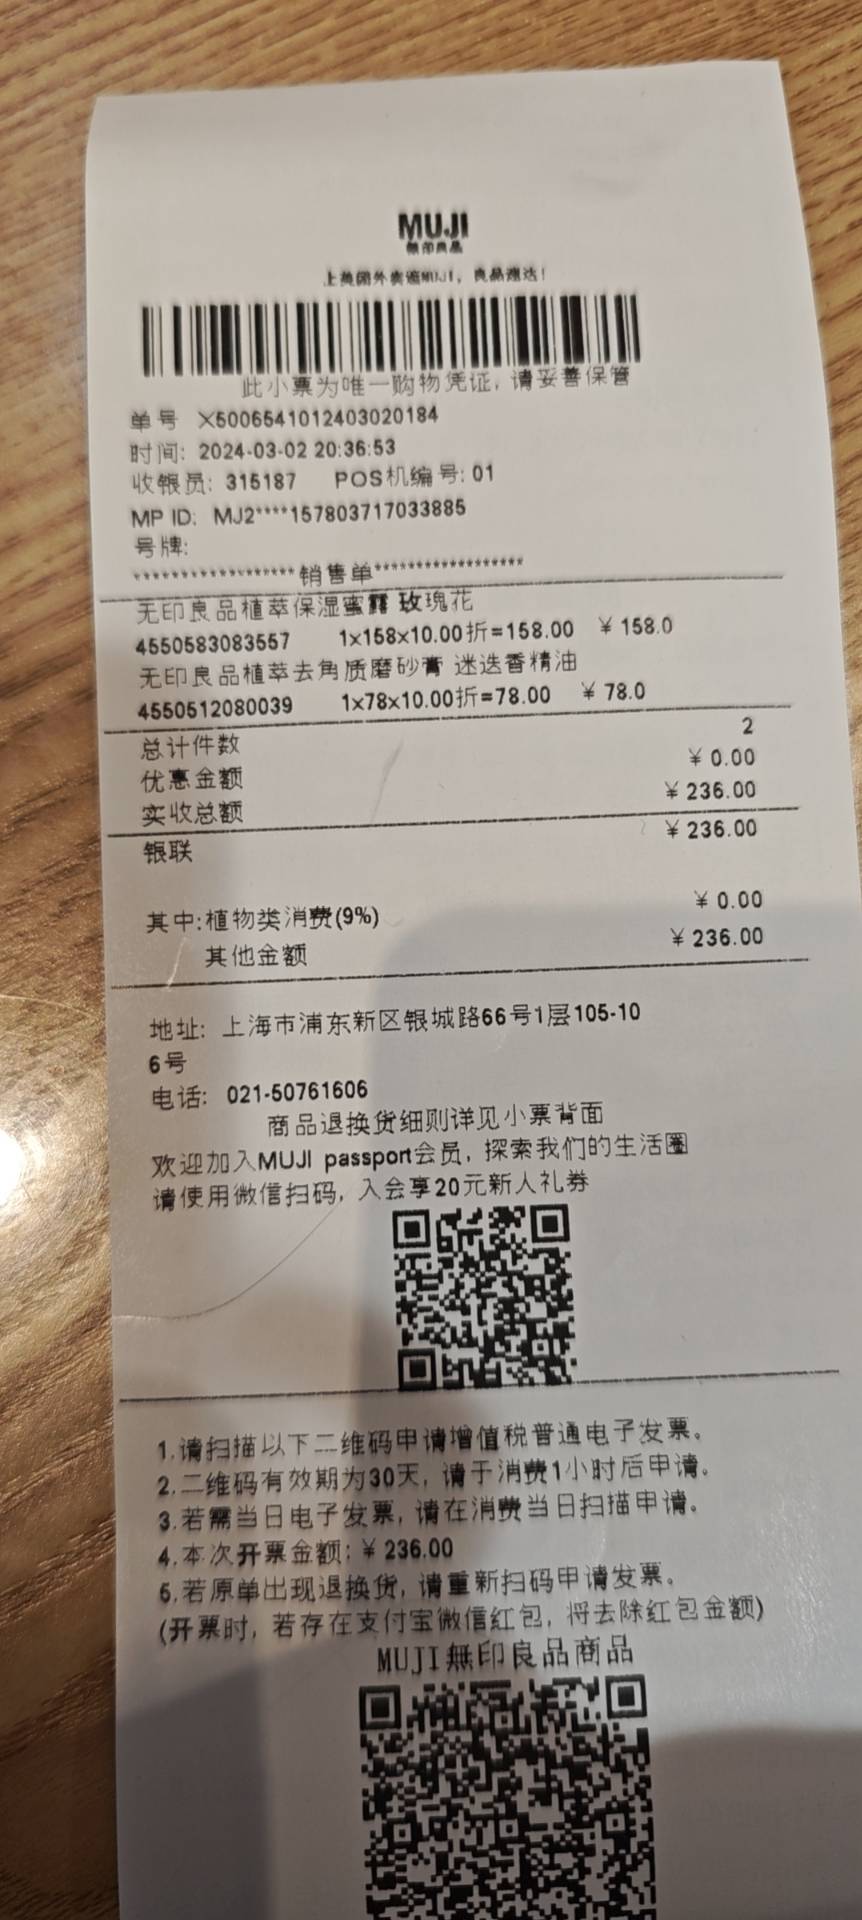 MUJI
無印良品
上美团外卖逛MUJI，良品速达！
此小票为唯一购物凭证，请妥善保管
单号 X5006541012403020184
时间: 2024-03-02 20:36:53
收银员: 315187 POS机编号: 01
MP ID: MJ2****157803717033885
号牌:
******************销售单******************
无印良品植萃保湿蜜露 玫瑰花
4550583083557 1x158x10.00折=158.00 ￥158.0
无印良品植萃去角质磨砂膏 迷迭香精油
4550512080039 1x78x10.00折=78.00 ￥78.0
总计件数 2
优惠金额 ￥0.00
实收总额 ￥236.00
银联 ￥236.00
其中:植物类消费(9%) ￥0.00
其他金额 ￥236.00
地址: 上海市浦东新区银城路66号1层105-10
6号
电话: 021-50761606
商品退换货细则详见小票背面
欢迎加入MUJI passport会员，探索我们的生活圈
请使用微信扫码，入会享20元新人礼券
1.请扫描以下二维码申请增值税普通电子发票。
2.二维码有效期为30天，请于消费1小时后申请。
3.若需当日电子发票，请在消费当日扫描申请。
4.本次开票金额:￥236.00
5.若原单出现退换货，请重新扫码申请发票。
(开票时，若存在支付宝微信红包，将去除红包金额)
MUJI無印良品商品